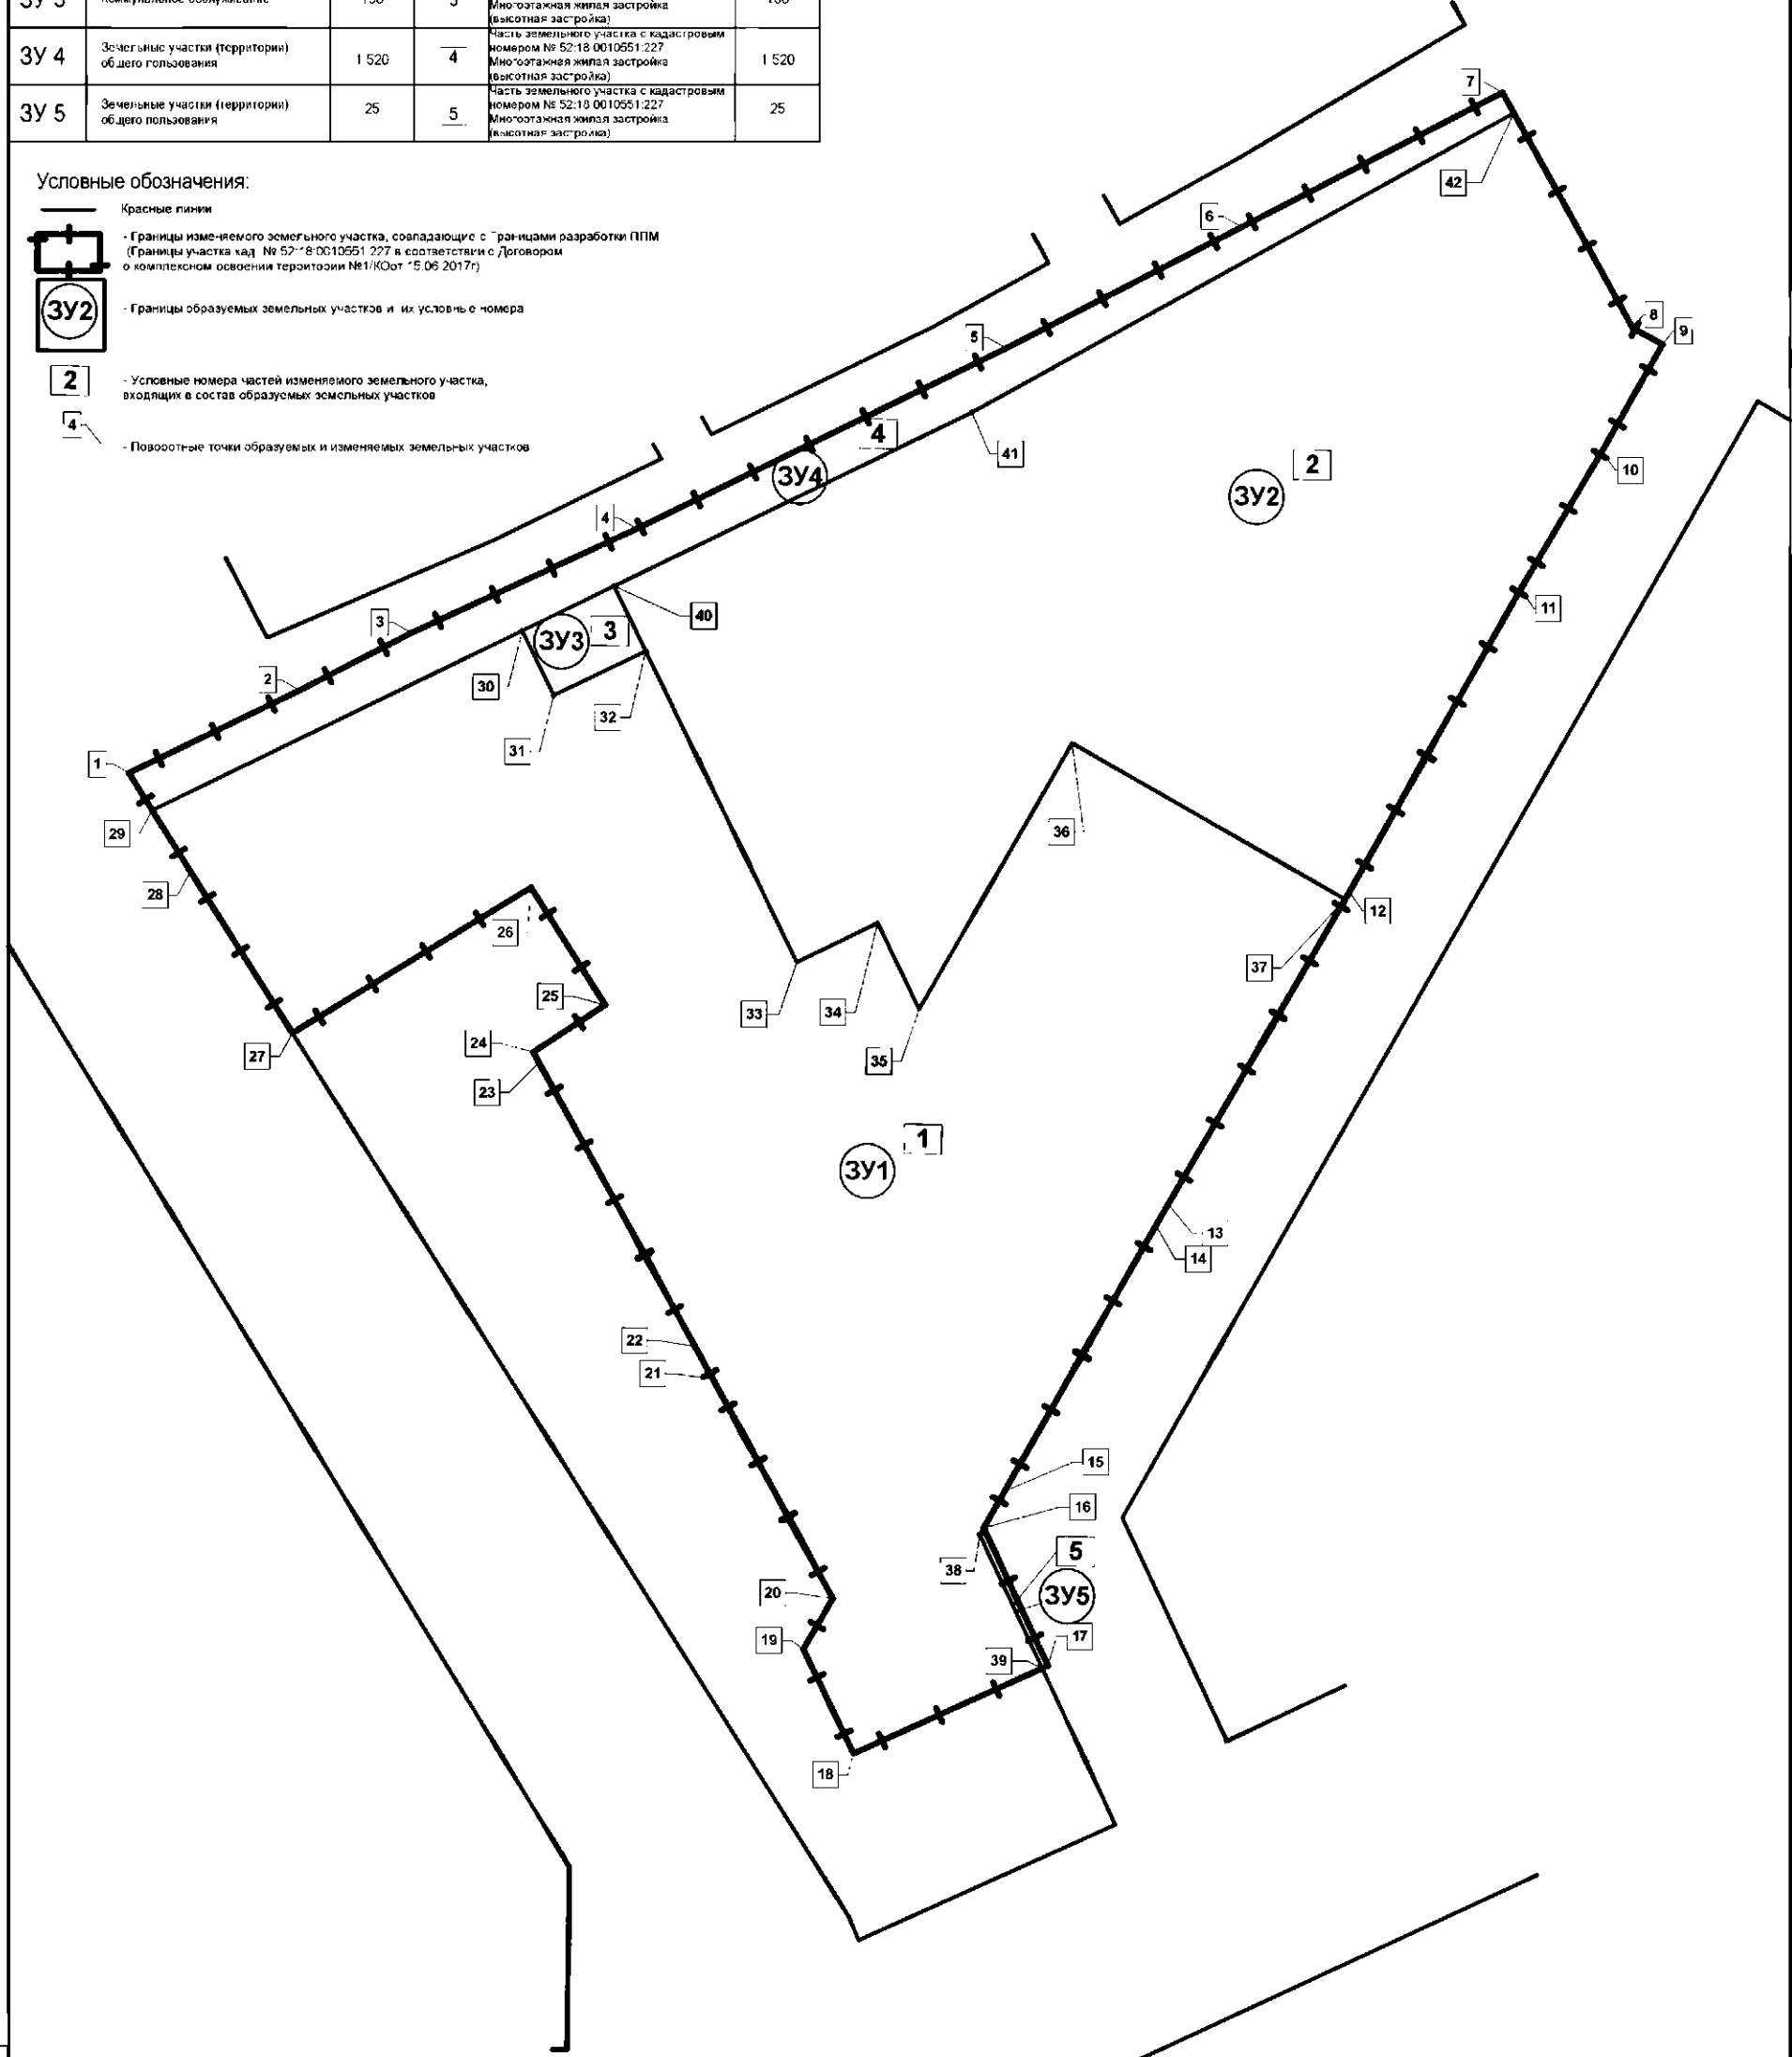 ЗУ 3
Коммунальное обслуживание
3
Многоэтажная жилая застройка
(высотная застройка)
ЗУ 4
Земельные участки (территории)
общего пользования
1 520
4
Часть земельного участка с кадастровым
номером № 52:18:0010551:227
Многоэтажная жилая застройка
(высотная застройка)
1 520
ЗУ 5
Земельные участки (территории)
общего пользования
25
5
Часть земельного участка с кадастровым
номером № 52:18:0010551:227
Многоэтажная жилая застройка
(высотная застройка)
25
Условные обозначения:
Красные линии
- Границы изменяемого земельного участка, совпадающие с границами разработки ППМ
(Границы участка кад. № 52:18:0010551:227 в соответствии с Договором
о комплексном освоении территории №1/КОот 15.06.2017г)
ЗУ2
- Границы образуемых земельных участков и их условные номера
2
- Условные номера частей изменяемого земельного участка,
входящих в состав образуемых земельных участков
4
- Поворотные точки образуемых и изменяемых земельных участков
7
42
6
8
9
5
4
41
2
ЗУ4
ЗУ2
10
4
11
3
40
ЗУ3
3
2
30
32
31
1
29
36
28
12
26
37
25
33
34
24
27
35
23
1
ЗУ1
13
14
22
21
15
16
5
38
20
ЗУ5
19
17
39
18